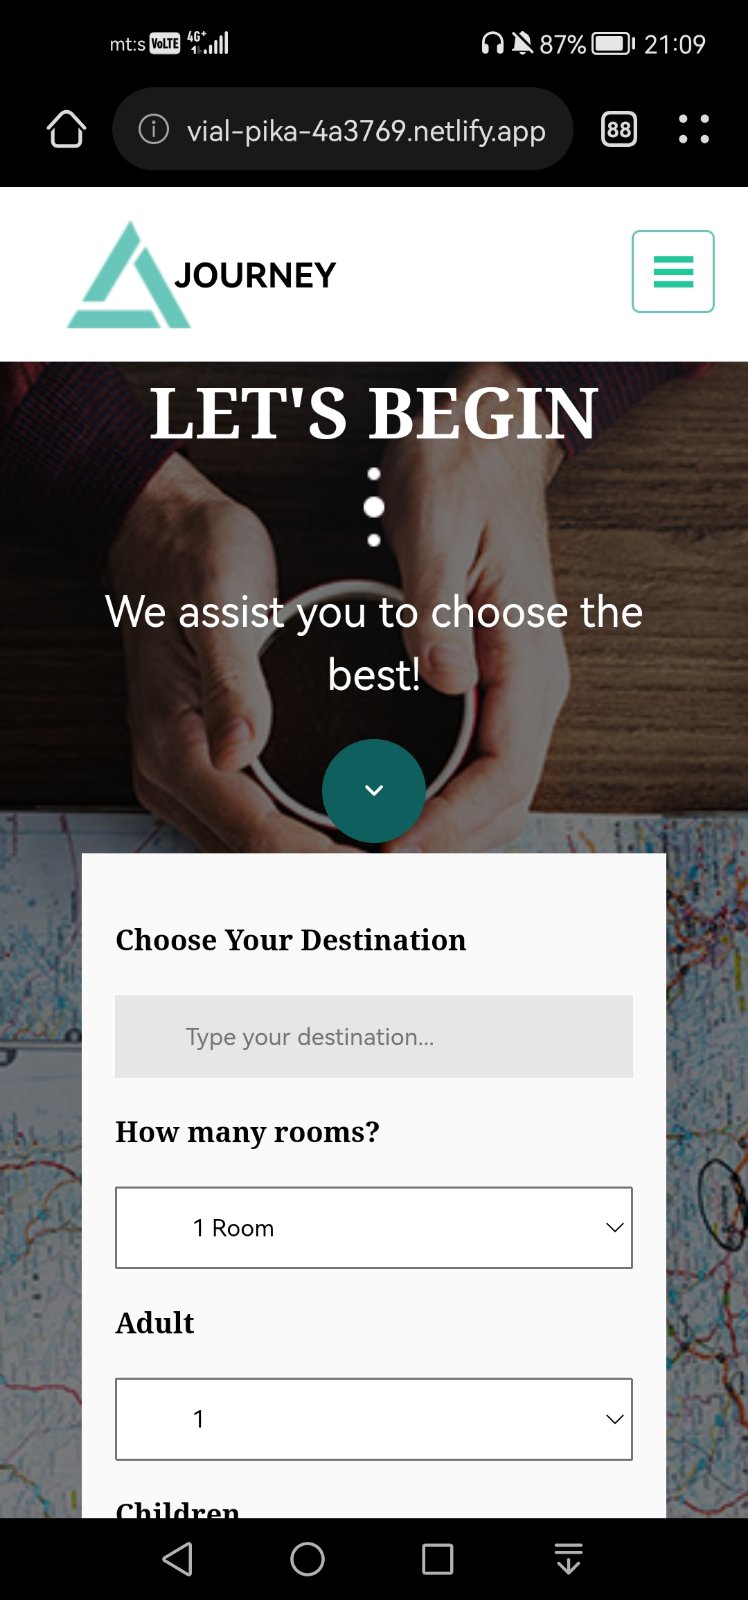 mt:s VoLTE 4G+ 87% 21:09
vial-pika-4a3769.netlify.app 88
JOURNEY
LET'S BEGIN
We assist you to choose the
best!
Choose Your Destination
Type your destination...
How many rooms?
1 Room
Adult
1
Children